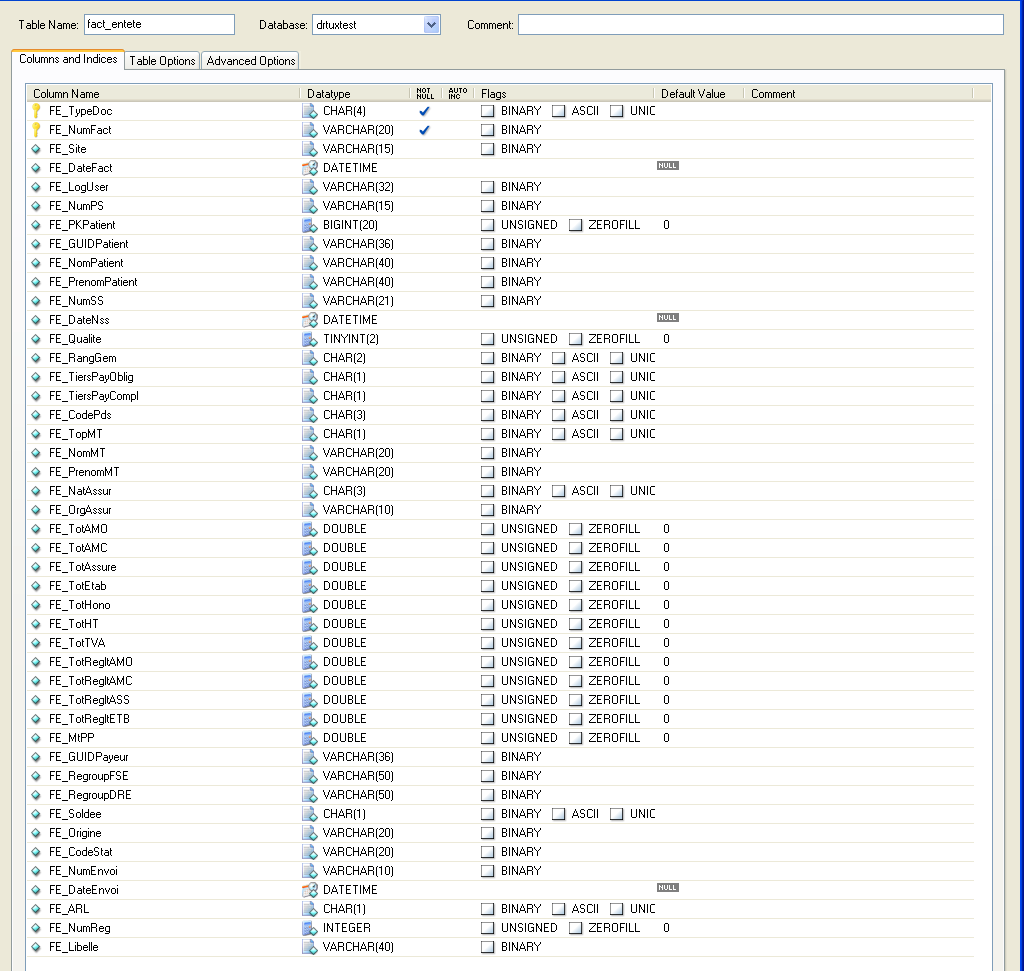 Table Name: fact_entete Database: drtuxtest Comment:
Columns and Indices Table Options Advanced Options
Column Name Datatype NOT NULL AUTO INC Flags Default Value Comment
FE_TypeDoc CHAR(4) BINARY ASCII UNIC
FE_NumFact VARCHAR(20) BINARY
FE_Site VARCHAR(15) BINARY
FE_DateFact DATETIME NULL
FE_LogUser VARCHAR(32) BINARY
FE_NumPS VARCHAR(15) BINARY
FE_PKPatient BIGINT(20) UNSIGNED ZEROFILL 0
FE_GUIDPatient VARCHAR(36) BINARY
FE_NomPatient VARCHAR(40) BINARY
FE_PrenomPatient VARCHAR(40) BINARY
FE_NumSS VARCHAR(21) BINARY
FE_DateNss DATETIME NULL
FE_Qualite TINYINT(2) UNSIGNED ZEROFILL 0
FE_RangGem CHAR(2) BINARY ASCII UNIC
FE_TiersPayOblig CHAR(1) BINARY ASCII UNIC
FE_TiersPayCompl CHAR(1) BINARY ASCII UNIC
FE_CodePds CHAR(3) BINARY ASCII UNIC
FE_TopMT CHAR(1) BINARY ASCII UNIC
FE_NomMT VARCHAR(20) BINARY
FE_PrenomMT VARCHAR(20) BINARY
FE_NatAssur CHAR(3) BINARY ASCII UNIC
FE_OrgAssur VARCHAR(10) BINARY
FE_TotAMO DOUBLE UNSIGNED ZEROFILL 0
FE_TotAMC DOUBLE UNSIGNED ZEROFILL 0
FE_TotAssure DOUBLE UNSIGNED ZEROFILL 0
FE_TotEtab DOUBLE UNSIGNED ZEROFILL 0
FE_TotHono DOUBLE UNSIGNED ZEROFILL 0
FE_TotHT DOUBLE UNSIGNED ZEROFILL 0
FE_TotTVA DOUBLE UNSIGNED ZEROFILL 0
FE_TotRegltAMO DOUBLE UNSIGNED ZEROFILL 0
FE_TotRegltAMC DOUBLE UNSIGNED ZEROFILL 0
FE_TotRegltASS DOUBLE UNSIGNED ZEROFILL 0
FE_TotRegltETB DOUBLE UNSIGNED ZEROFILL 0
FE_MtPP DOUBLE UNSIGNED ZEROFILL 0
FE_GUIDPayeur VARCHAR(36) BINARY
FE_RegroupFSE VARCHAR(50) BINARY
FE_RegroupDRE VARCHAR(50) BINARY
FE_Soldee CHAR(1) BINARY ASCII UNIC
FE_Origine VARCHAR(20) BINARY
FE_CodeStat VARCHAR(20) BINARY
FE_NumEnvoi VARCHAR(10) BINARY
FE_DateEnvoi DATETIME NULL
FE_ARL CHAR(1) BINARY ASCII UNIC
FE_NumReg INTEGER UNSIGNED ZEROFILL 0
FE_Libelle VARCHAR(40) BINARY